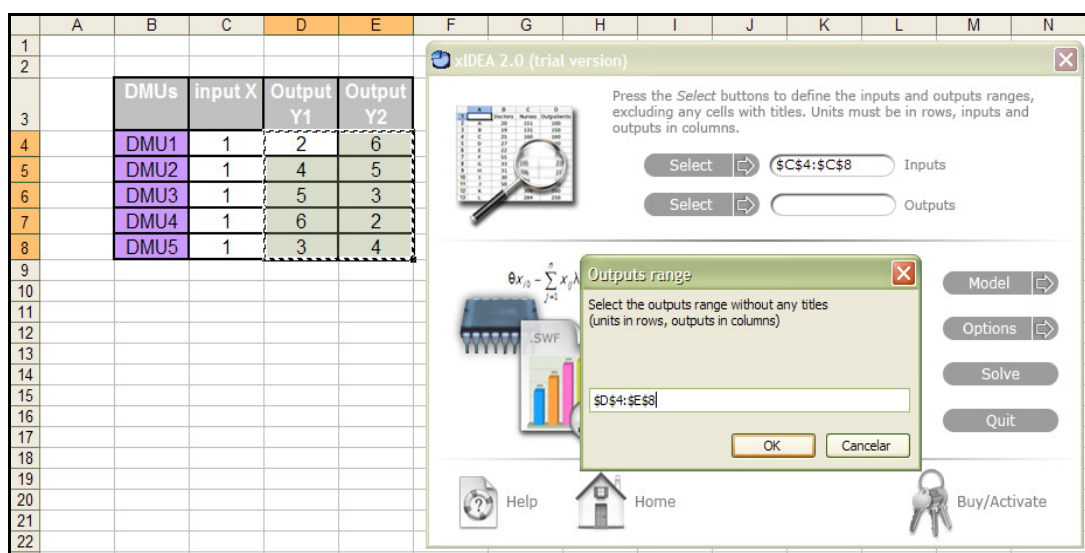 A B C D E F G H I J K L M N
1
2
3 DMUs input X Output Y1 Output Y2
4 DMU1 1 2 6
5 DMU2 1 4 5
6 DMU3 1 5 3
7 DMU4 1 6 2
8 DMU5 1 3 4
9
10
11
12
13
14
15
16
17
18
19
20
21
22
xIDEA 2.0 (trial version)
Press the Select buttons to define the inputs and outputs ranges,
excluding any cells with titles. Units must be in rows, inputs and
outputs in columns.
Select $C$4:$C$8 Inputs
Select Outputs
Outputs range
Select the outputs range without any titles
(units in rows, outputs in columns)
$D$4:$E$8
OK Cancelar
.SWF
Model
Options
Solve
Quit
Help Home Buy/Activate